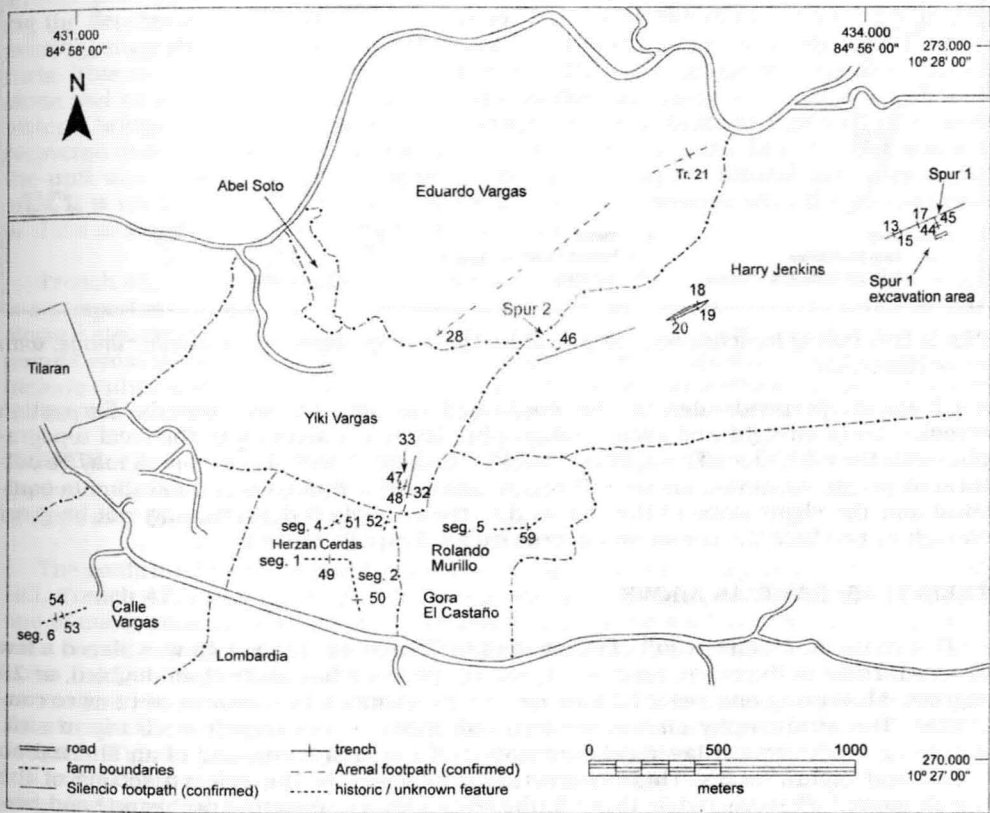 431.000
84° 58' 00"
434.000
84° 56' 00"
273.000
10° 28' 00"
N
Abel Soto
Eduardo Vargas
Tr. 21
Spur 1
13
15
17
44
45
Spur 1
excavation area
Harry Jenkins
18
19
20
Spur 2
28
46
Tilaran
Yiki Vargas
33
47
48
32
seg. 4
51
52
Herzan Cerdas
seg. 1
49
seg. 2
50
seg. 5
59
Rolando
Murillo
Gora
El Castaño
54
53
seg. 6
Calle
Vargas
Lombardia
road
farm boundaries
Silencio footpath (confirmed)
trench
Arenal footpath (confirmed)
historic / unknown feature
0 500 1000
meters
270.000
10° 27' 00"